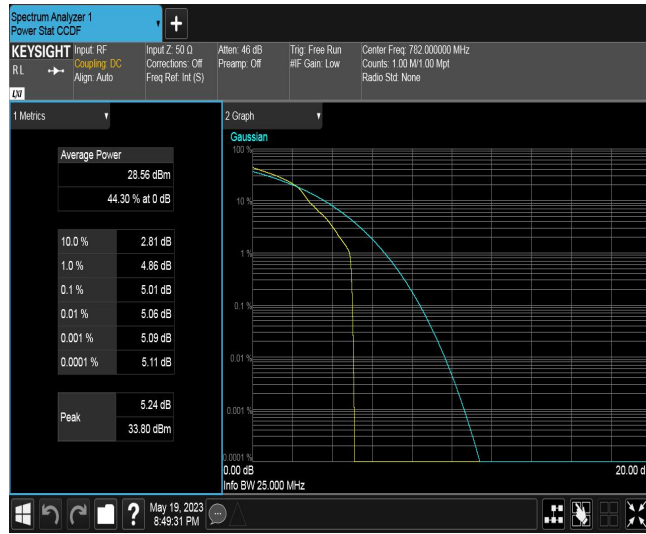 Spectrum Analyzer 1
Power Stat CCDF
+
KEYSIGHT Input: RF Input Z: 50 Ω Atten: 46 dB Trig: Free Run Center Freq: 782.000000 MHz
R L Coupling: DC Corrections: Off Preamp: Off #IF Gain: Low Counts: 1.00 M/1.00 Mpt
Align: Auto Freq Ref: Int (S) Radio Std: None
LXI
1 Metrics
Average Power
28.56 dBm
44.30 % at 0 dB
10.0 % 2.81 dB
1.0 % 4.86 dB
0.1 % 5.01 dB
0.01 % 5.06 dB
0.001 % 5.09 dB
0.0001 % 5.11 dB
Peak
5.24 dB
33.80 dBm
2 Graph
Gaussian
100 %
10 %
1 %
0.1 %
0.01 %
0.001 %
0.0001 %
0.00 dB 20.00 d
Info BW 25.000 MHz
? May 19, 2023
8:49:31 PM